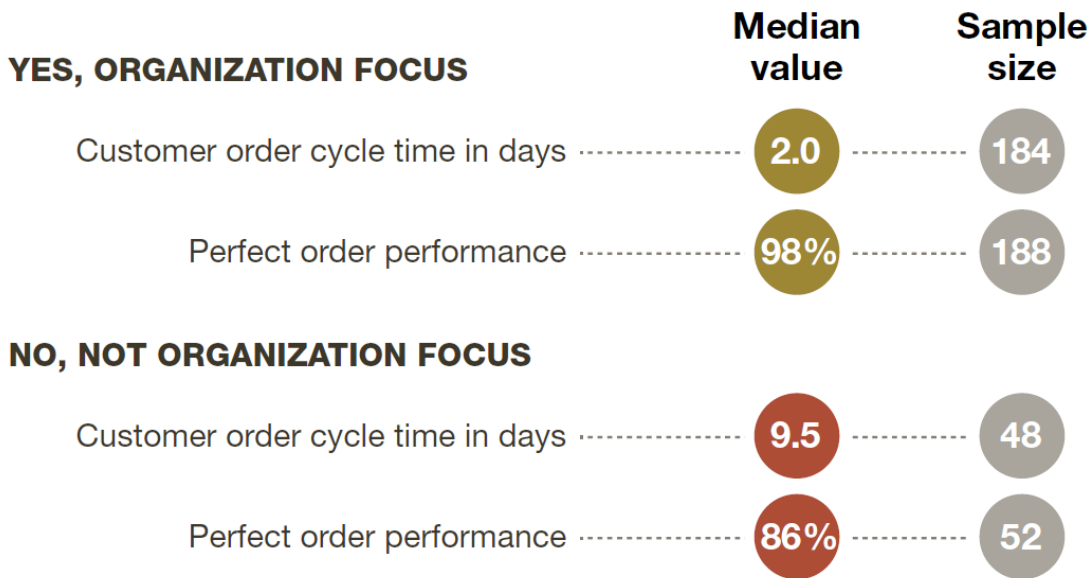 Median value
Sample size
YES, ORGANIZATION FOCUS
Customer order cycle time in days 2.0 184
Perfect order performance 98% 188
NO, NOT ORGANIZATION FOCUS
Customer order cycle time in days 9.5 48
Perfect order performance 86% 52